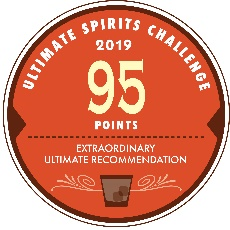 ULTIMATE SPIRITS CHALLENGE
2019
95
POINTS
EXTRAORDINARY
ULTIMATE RECOMMENDATION